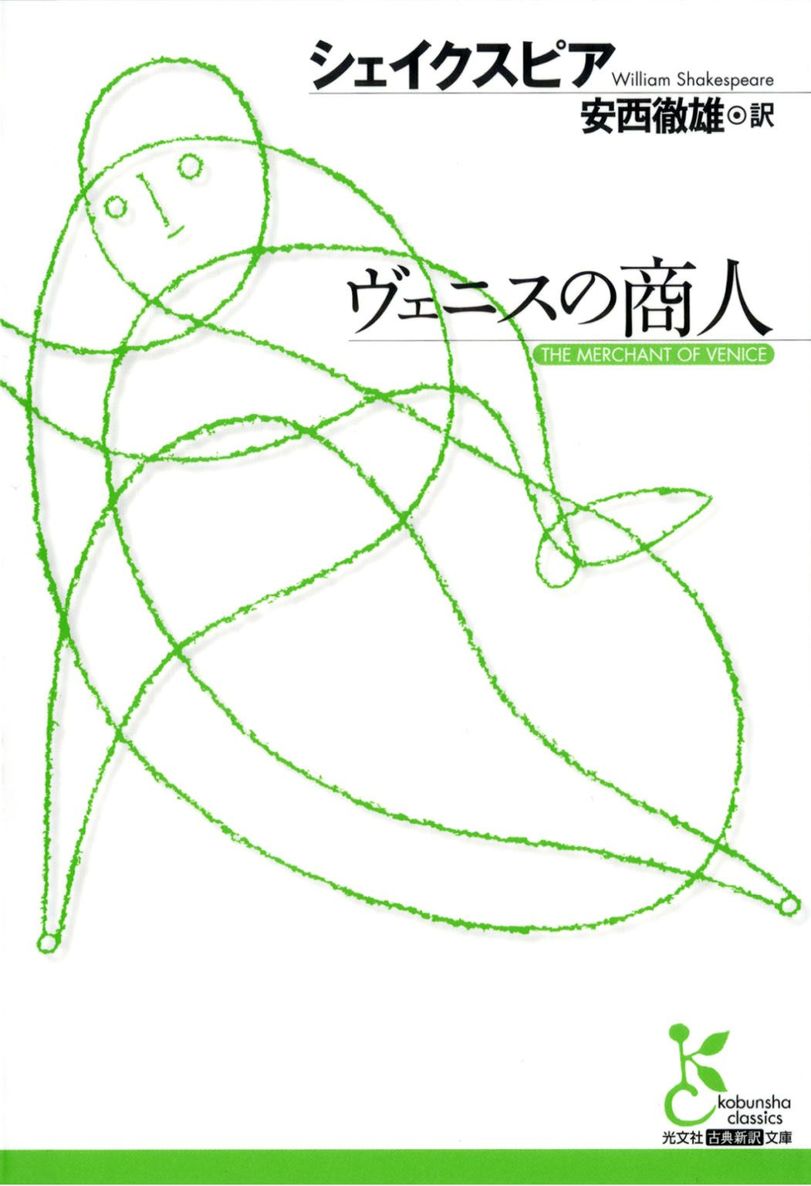 シェイクスピア William Shakespeare
安西徹雄◉訳
ヴェニスの商人
THE MERCHANT OF VENICE
kobunsha
classics
光文社古典新訳文庫